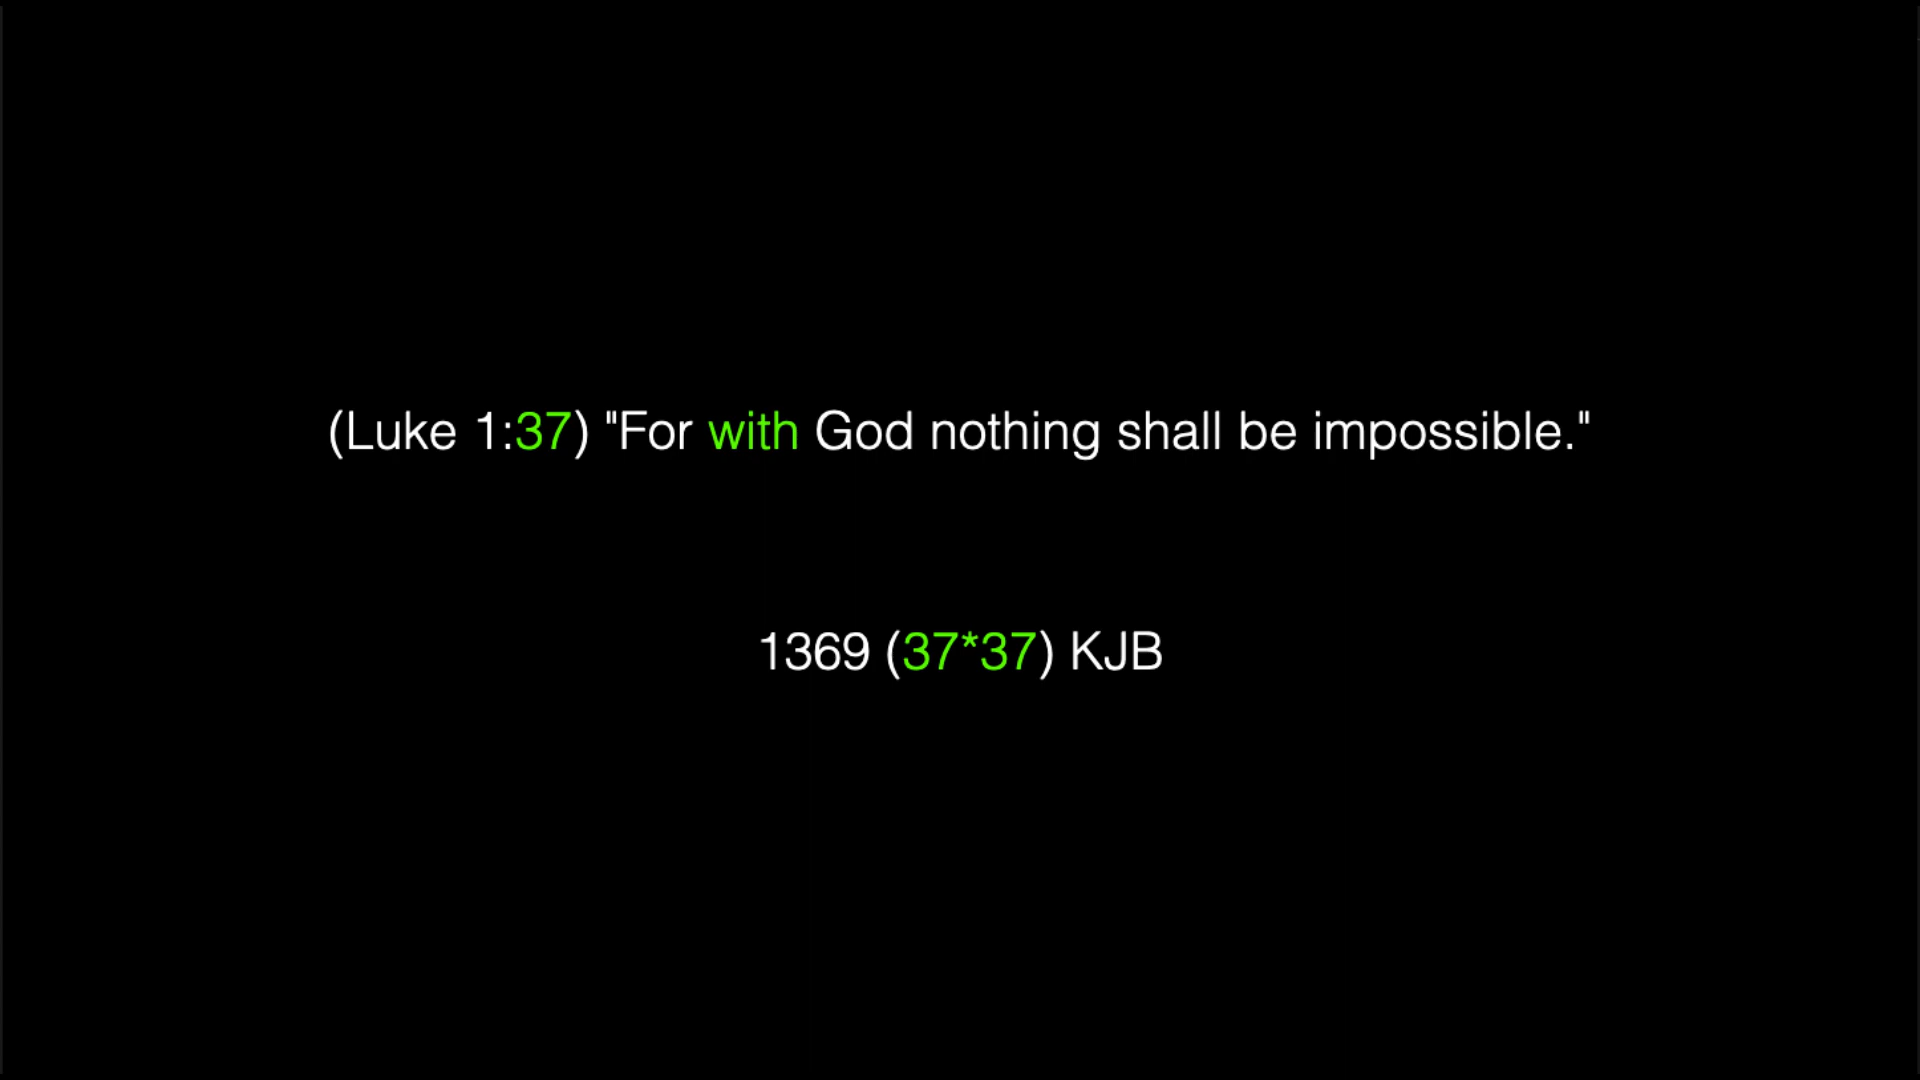 (Luke 1:37) "For with God nothing shall be impossible."
1369 (37*37) KJB